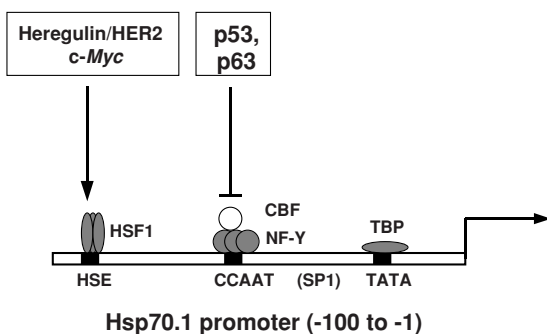 Heregulin/HER2
c-Myc
p53,
p63
HSF1
CBF
NF-Y
TBP
HSE
CCAAT
(SP1)
TATA
Hsp70.1 promoter (-100 to -1)